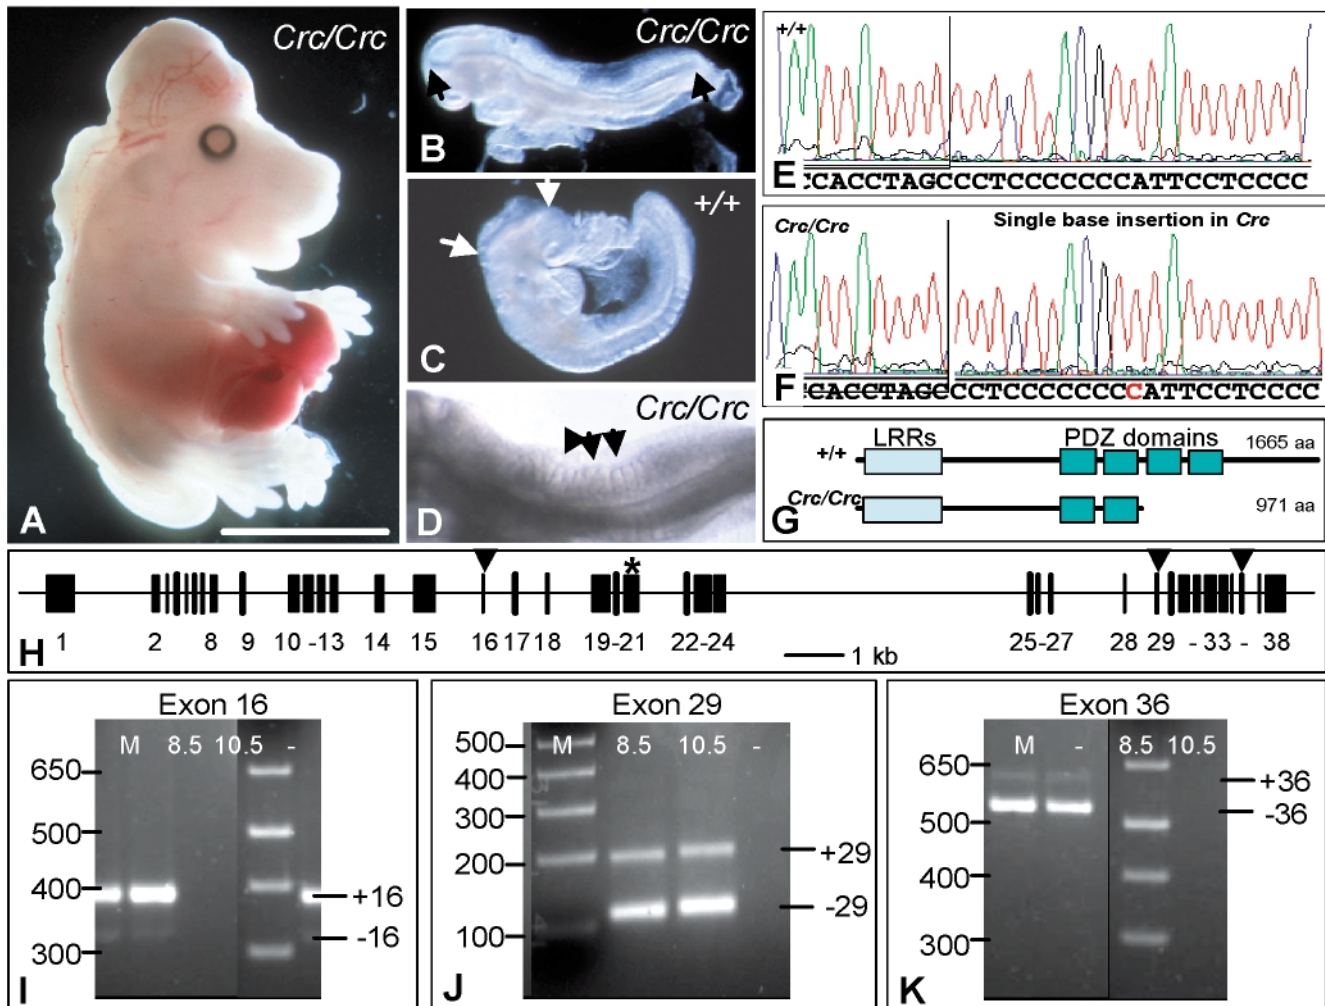 Crc/Crc
A
Crc/Crc
B
+/+
C
Crc/Crc
D
+/+
E
CACCTAGCCCTCCCCCCCCATTCCTCCCC
Crc/Crc
Single base insertion in Crc
F
CACCTAGCCCTCCCCCCCCCATTCCTCCCC
LRRs
PDZ domains
+/+
1665 aa
Crc/Crc
971 aa
G
*
1 2 8 9 10 -13 14 15 16 17 18 19-21 22-24 25-27 28 29 - 33 - 38
1 kb
H
Exon 16
M 8.5 10.5 -
650
500
400
300
+16
-16
I
Exon 29
M 8.5 10.5 -
500
400
300
200
100
+29
-29
J
Exon 36
M - 8.5 10.5
650
500
400
300
+36
-36
K